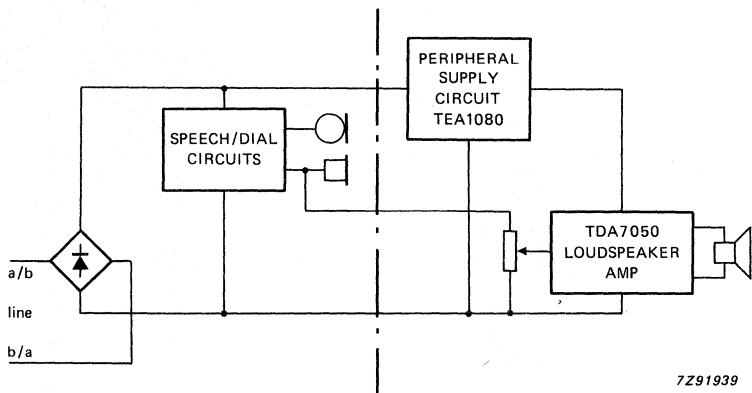 PERIPHERAL
SUPPLY
CIRCUIT
TEA1080
SPEECH/DIAL
CIRCUITS
TDA7050
LOUDSPEAKER
AMP
a/b
line
b/a
7Z91939